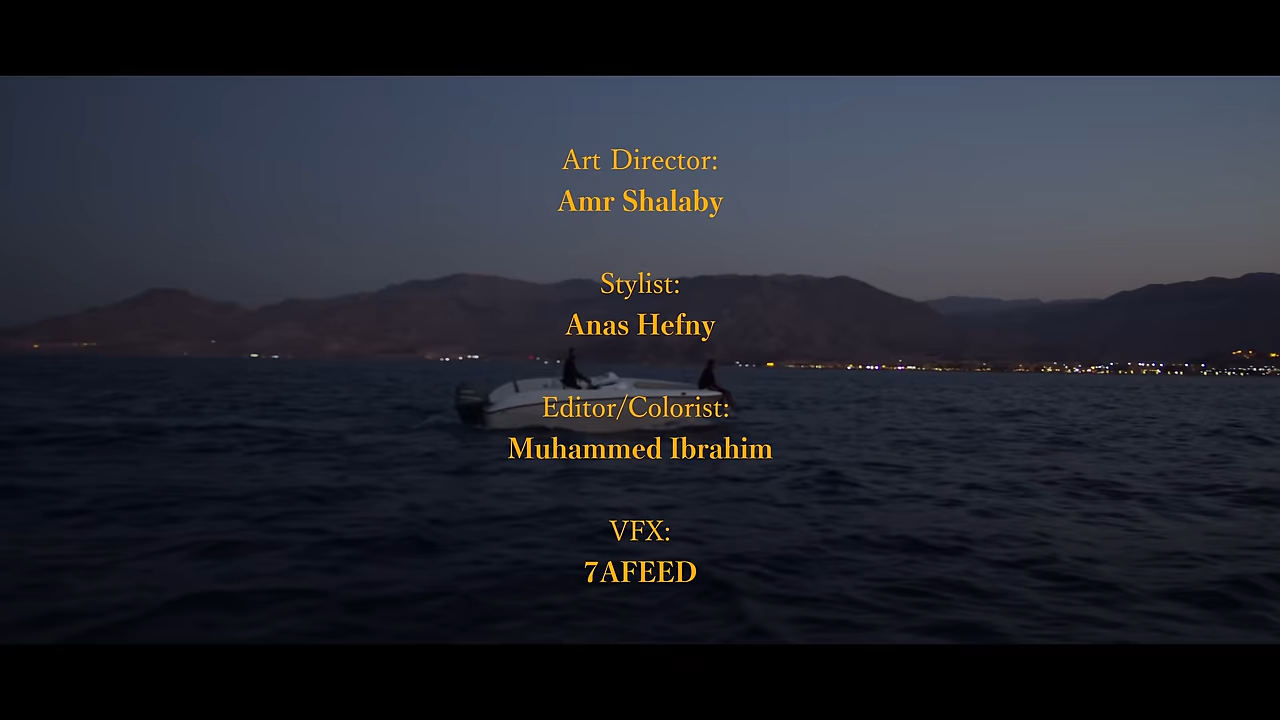 Art Director:
Amr Shalaby
Stylist:
Anas Hefny
Editor/Colorist:
Muhammed Ibrahim
VFX:
7AFEED